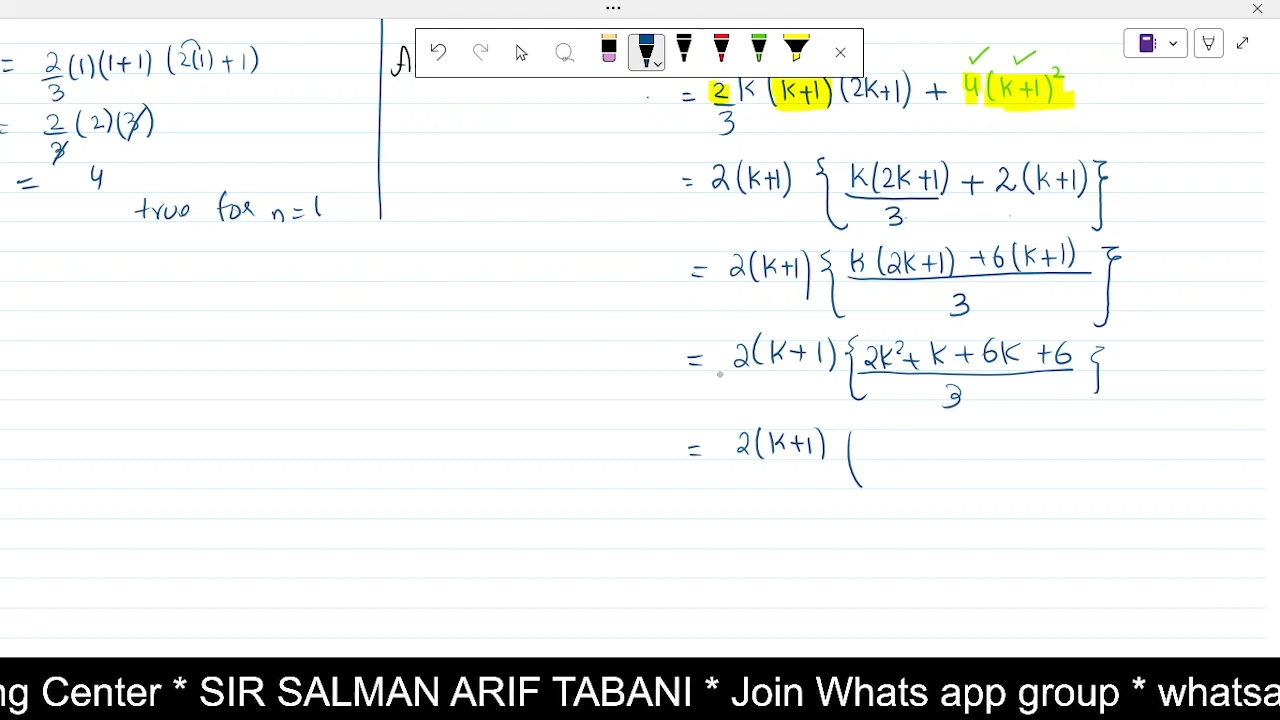 = 2/3 (1)(1+1) (2(1)+1)
= 2/3 (2)(3)
= 4
true for n=1
A
= 2/3 K (K+1)(2K+1) + 4(K+1)²
= 2(K+1) { K(2K+1)/3 + 2(K+1) }
= 2(K+1) { K(2K+1) + 6(K+1) / 3 }
= 2(K+1) { 2K² + K + 6K + 6 / 3 }
= 2(K+1) (
ng Center * SIR SALMAN ARIF TABANI * Join Whats app group * whatsa